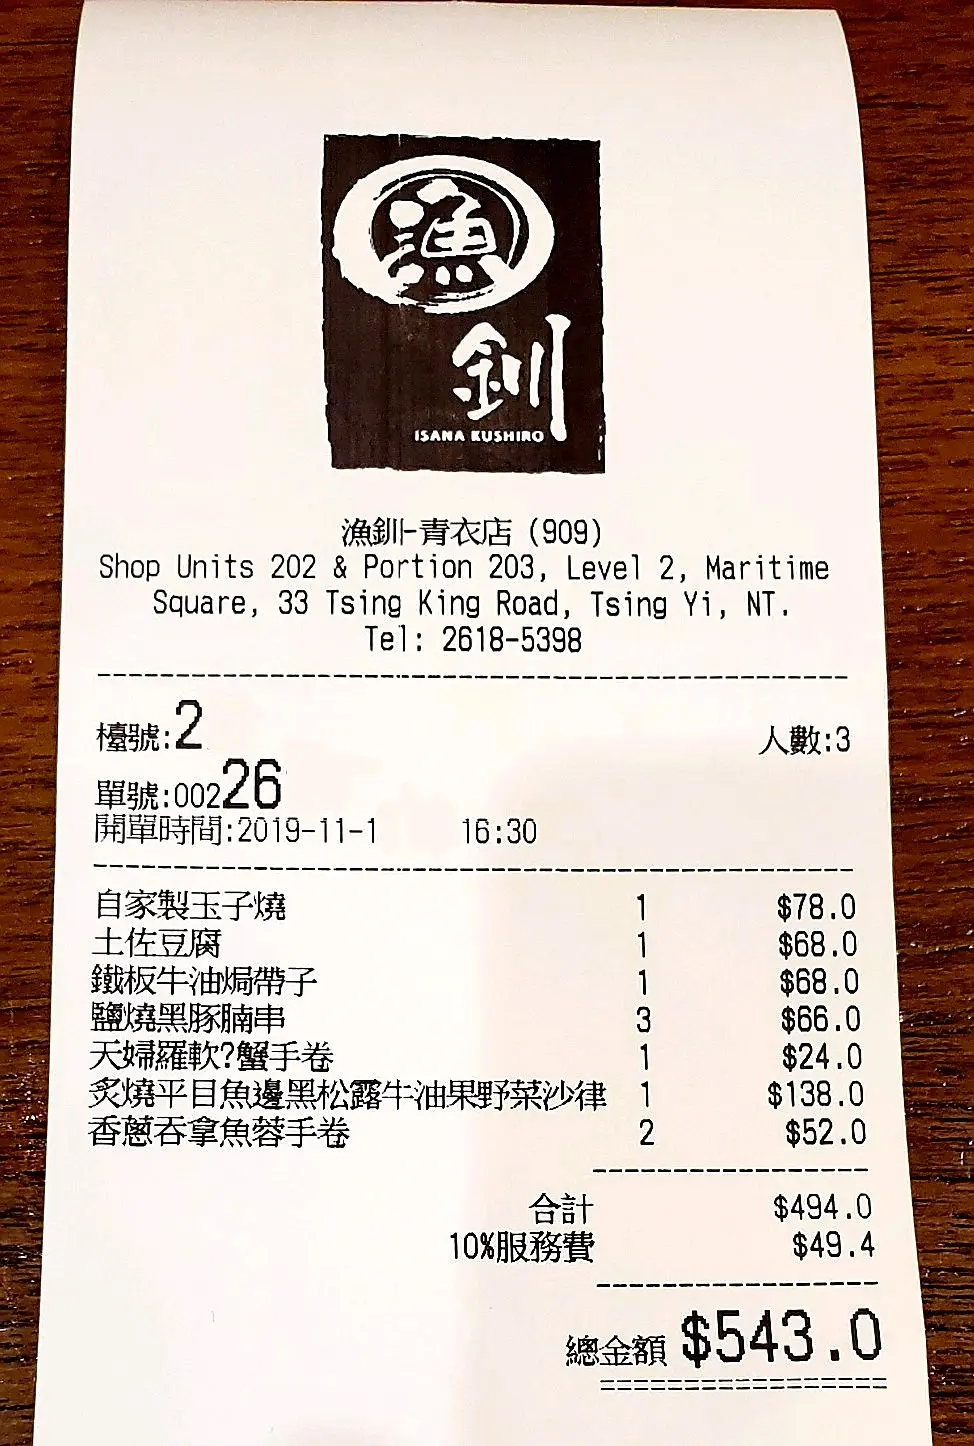 漁釧
ISANA KUSHIRO
漁釧-青衣店 (909)
Shop Units 202 & Portion 203, Level 2, Maritime
Square, 33 Tsing King Road, Tsing Yi, NT.
Tel: 2618-5398
檯號:2 人數:3
單號:00226
開單時間:2019-11-1 16:30
自家製玉子燒 1 $78.0
土佐豆腐 1 $68.0
鐵板牛油焗帶子 1 $68.0
鹽燒黑豚腩串 3 $66.0
天婦羅軟?蟹手卷 1 $24.0
炙燒平目魚邊黑松露牛油果野菜沙律 1 $138.0
香蔥吞拿魚蓉手卷 2 $52.0
合計 $494.0
10%服務費 $49.4
總金額 $543.0